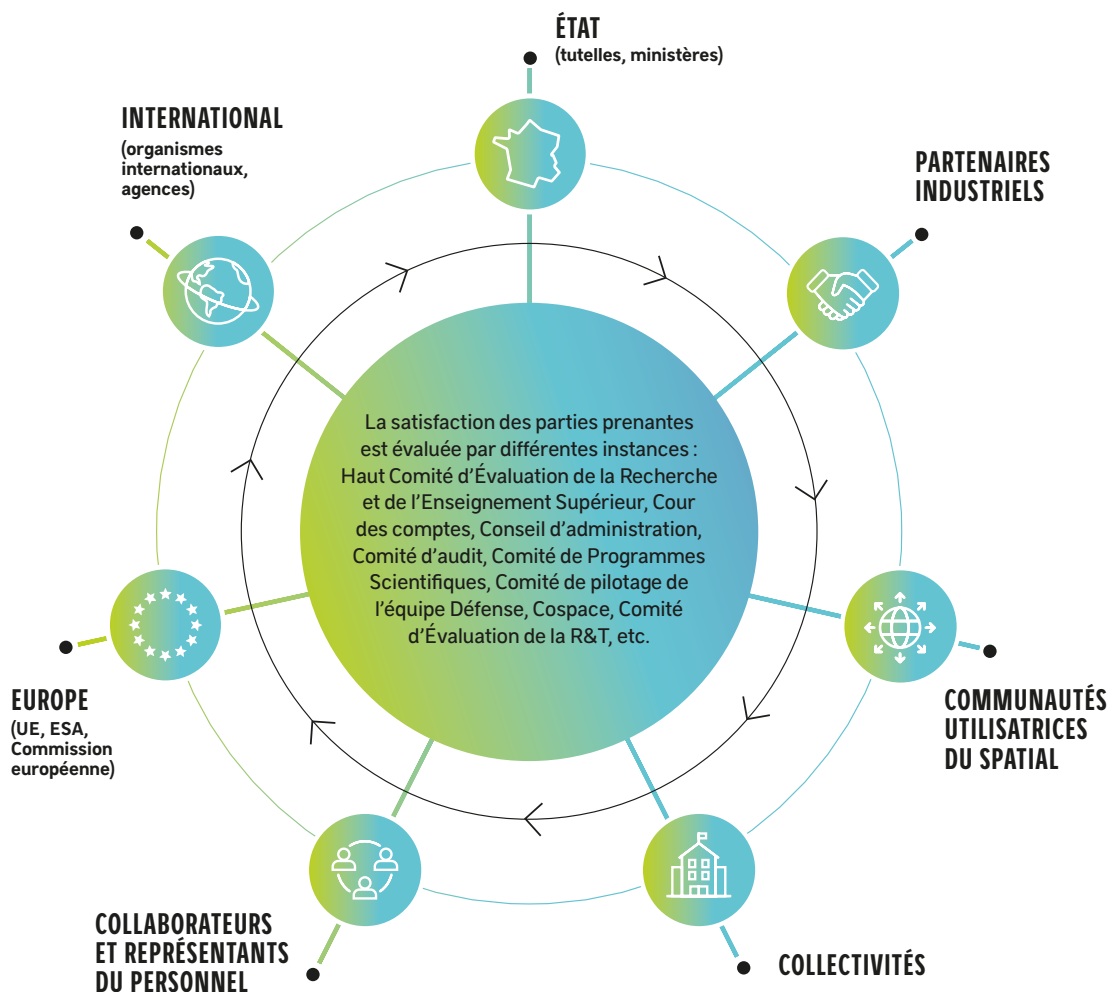 ÉTAT
(tutelles, ministères)
INTERNATIONAL
(organismes
internationaux,
agences)
PARTENAIRES
INDUSTRIELS
La satisfaction des parties prenantes
est évaluée par différentes instances :
Haut Comité d’Évaluation de la Recherche
et de l’Enseignement Supérieur, Cour
des comptes, Conseil d’administration,
Comité d’audit, Comité de Programmes
Scientifiques, Comité de pilotage de
l’équipe Défense, Cospace, Comité
d’Évaluation de la R&T, etc.
EUROPE
(UE, ESA,
Commission
européenne)
COMMUNAUTÉS
UTILISATRICES
DU SPATIAL
COLLABORATEURS
ET REPRÉSENTANTS
DU PERSONNEL
COLLECTIVITÉS